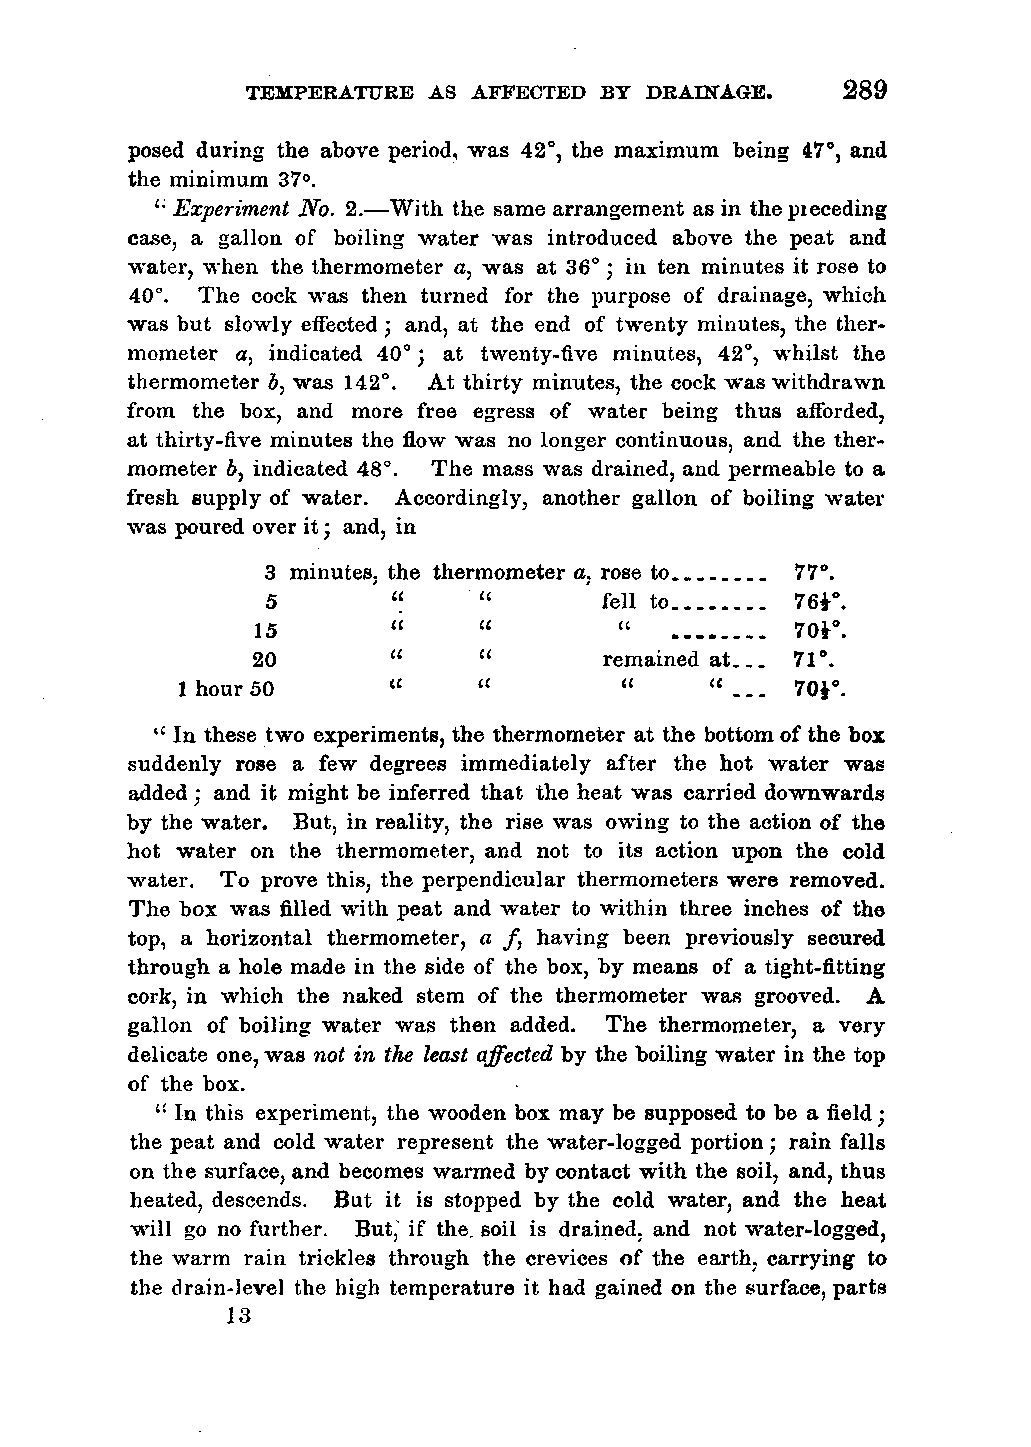 TEMPERATURE AS AFFECTED BY DRAINAGE. 289
posed during the above period, was 42°, the maximum being 47°, and
the minimum 37°.
“ Experiment No. 2.—With the same arrangement as in the preceding
case, a gallon of boiling water was introduced above the peat and
water, when the thermometer a, was at 36° ; in ten minutes it rose to
40°. The cock was then turned for the purpose of drainage, which
was but slowly effected ; and, at the end of twenty minutes, the ther-
mometer a, indicated 40° ; at twenty-five minutes, 42°, whilst the
thermometer b, was 142°. At thirty minutes, the cock was withdrawn
from the box, and more free egress of water being thus afforded,
at thirty-five minutes the flow was no longer continuous, and the ther-
mometer b, indicated 48°. The mass was drained, and permeable to a
fresh supply of water. Accordingly, another gallon of boiling water
was poured over it ; and, in
3 minutes, the thermometer a, rose to........ 77°.
5 “ “ fell to........ 76½°.
15 “ “ “ ........ 70½°.
20 “ “ remained at... 71°.
1 hour 50 “ “ “ “ ... 70½°.
“ In these two experiments, the thermometer at the bottom of the box
suddenly rose a few degrees immediately after the hot water was
added ; and it might be inferred that the heat was carried downwards
by the water. But, in reality, the rise was owing to the action of the
hot water on the thermometer, and not to its action upon the cold
water. To prove this, the perpendicular thermometers were removed.
The box was filled with peat and water to within three inches of the
top, a horizontal thermometer, a f, having been previously secured
through a hole made in the side of the box, by means of a tight-fitting
cork, in which the naked stem of the thermometer was grooved. A
gallon of boiling water was then added. The thermometer, a very
delicate one, was not in the least affected by the boiling water in the top
of the box.
“ In this experiment, the wooden box may be supposed to be a field ;
the peat and cold water represent the water-logged portion ; rain falls
on the surface, and becomes warmed by contact with the soil, and, thus
heated, descends. But it is stopped by the cold water, and the heat
will go no further. But, if the soil is drained, and not water-logged,
the warm rain trickles through the crevices of the earth, carrying to
the drain-level the high temperature it had gained on the surface, parts
13